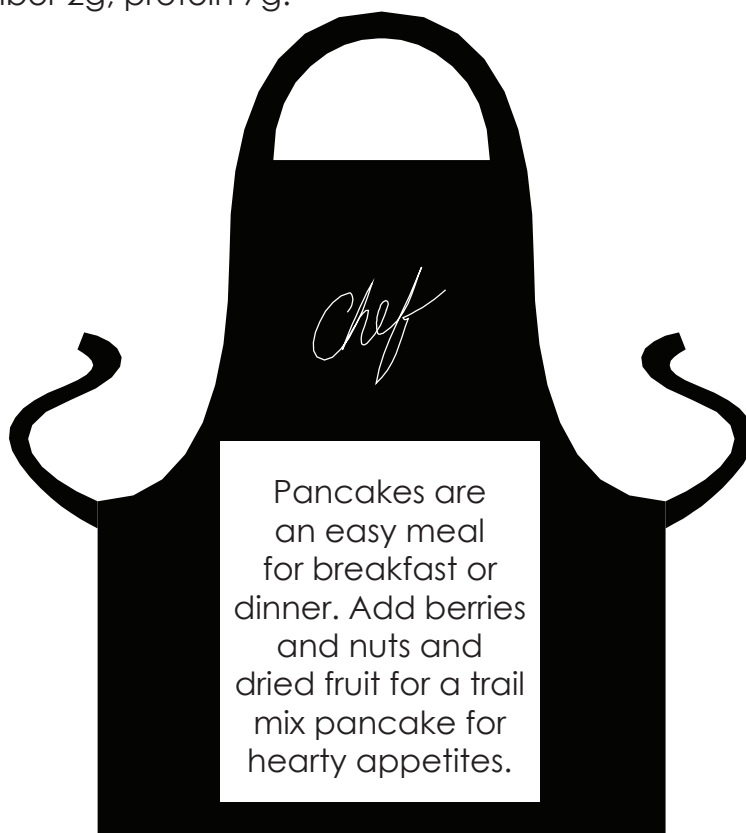 2g, protein 7g.
Chef
Pancakes are
an easy meal
for breakfast or
dinner. Add berries
and nuts and
dried fruit for a trail
mix pancake for
hearty appetites.